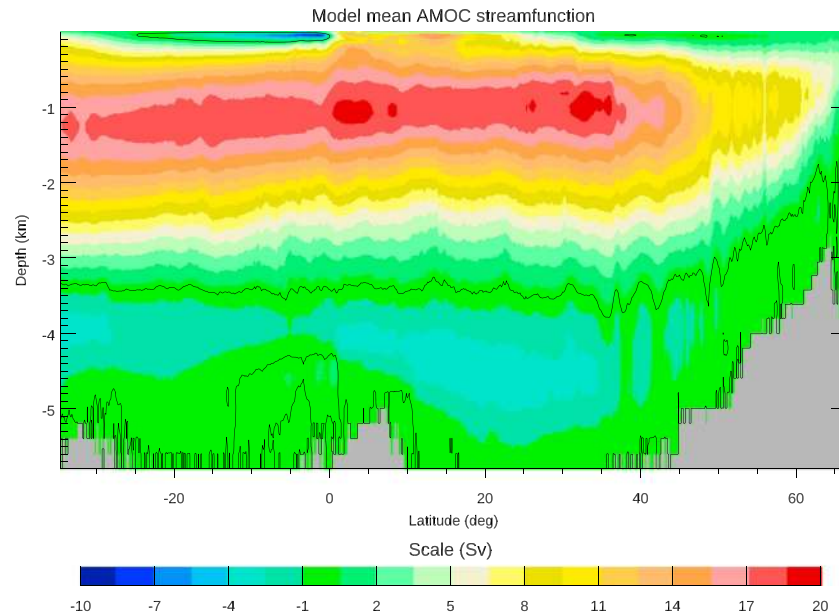 Model mean AMOC streamfunction
-1
-2
-3
-4
-5
Depth (km)
-20 0 20 40 60
Latitude (deg)
Scale (Sv)
-10 -7 -4 -1 2 5 8 11 14 17 20